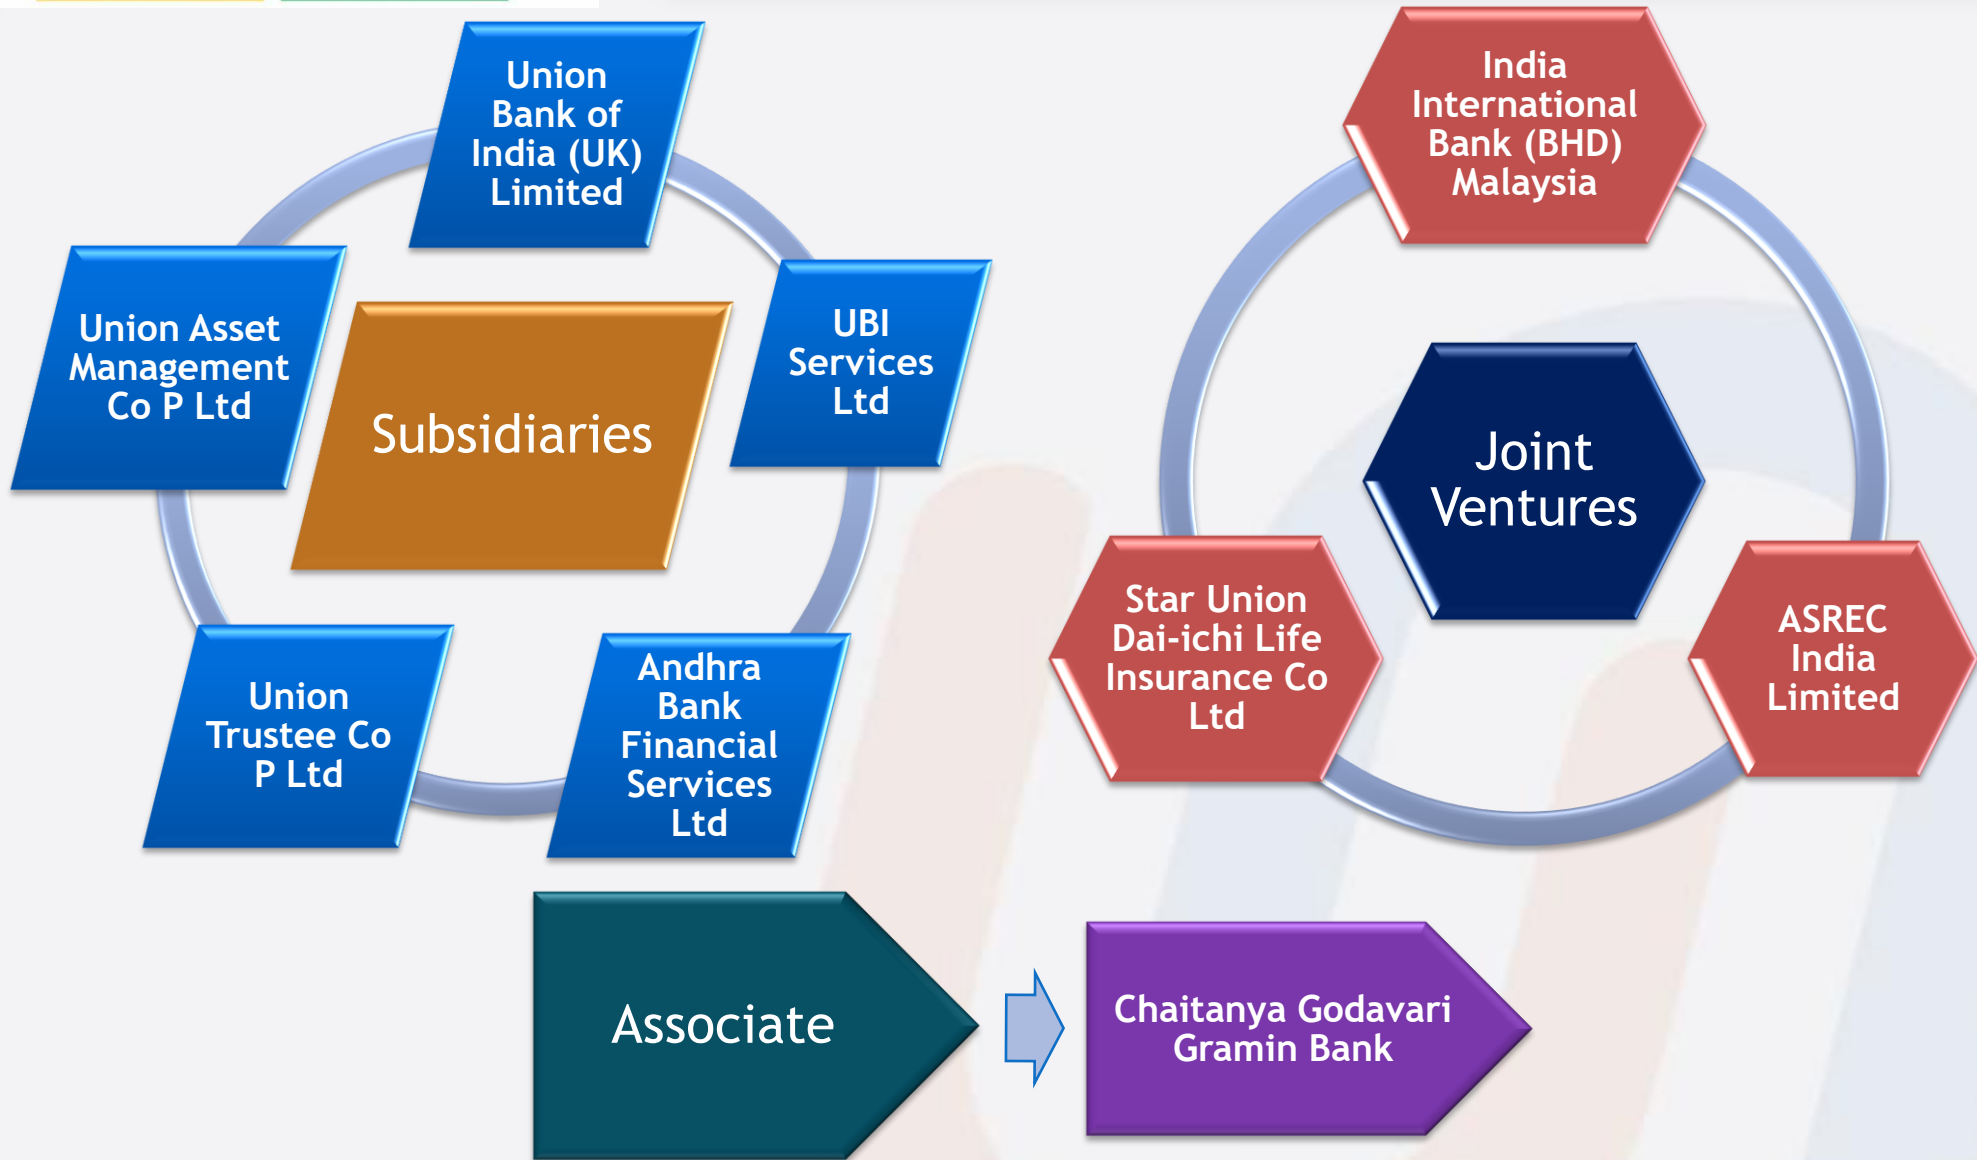 Union
Bank of
India (UK)
Limited
UBI
Services
Ltd
Andhra
Bank
Financial
Services
Ltd
Union
Trustee Co
P Ltd
Union Asset
Management
Co P Ltd
Subsidiaries
India
International
Bank (BHD)
Malaysia
ASREC
India
Limited
Star Union
Dai-ichi Life
Insurance Co
Ltd
Joint
Ventures
Associate
Chaitanya Godavari
Gramin Bank